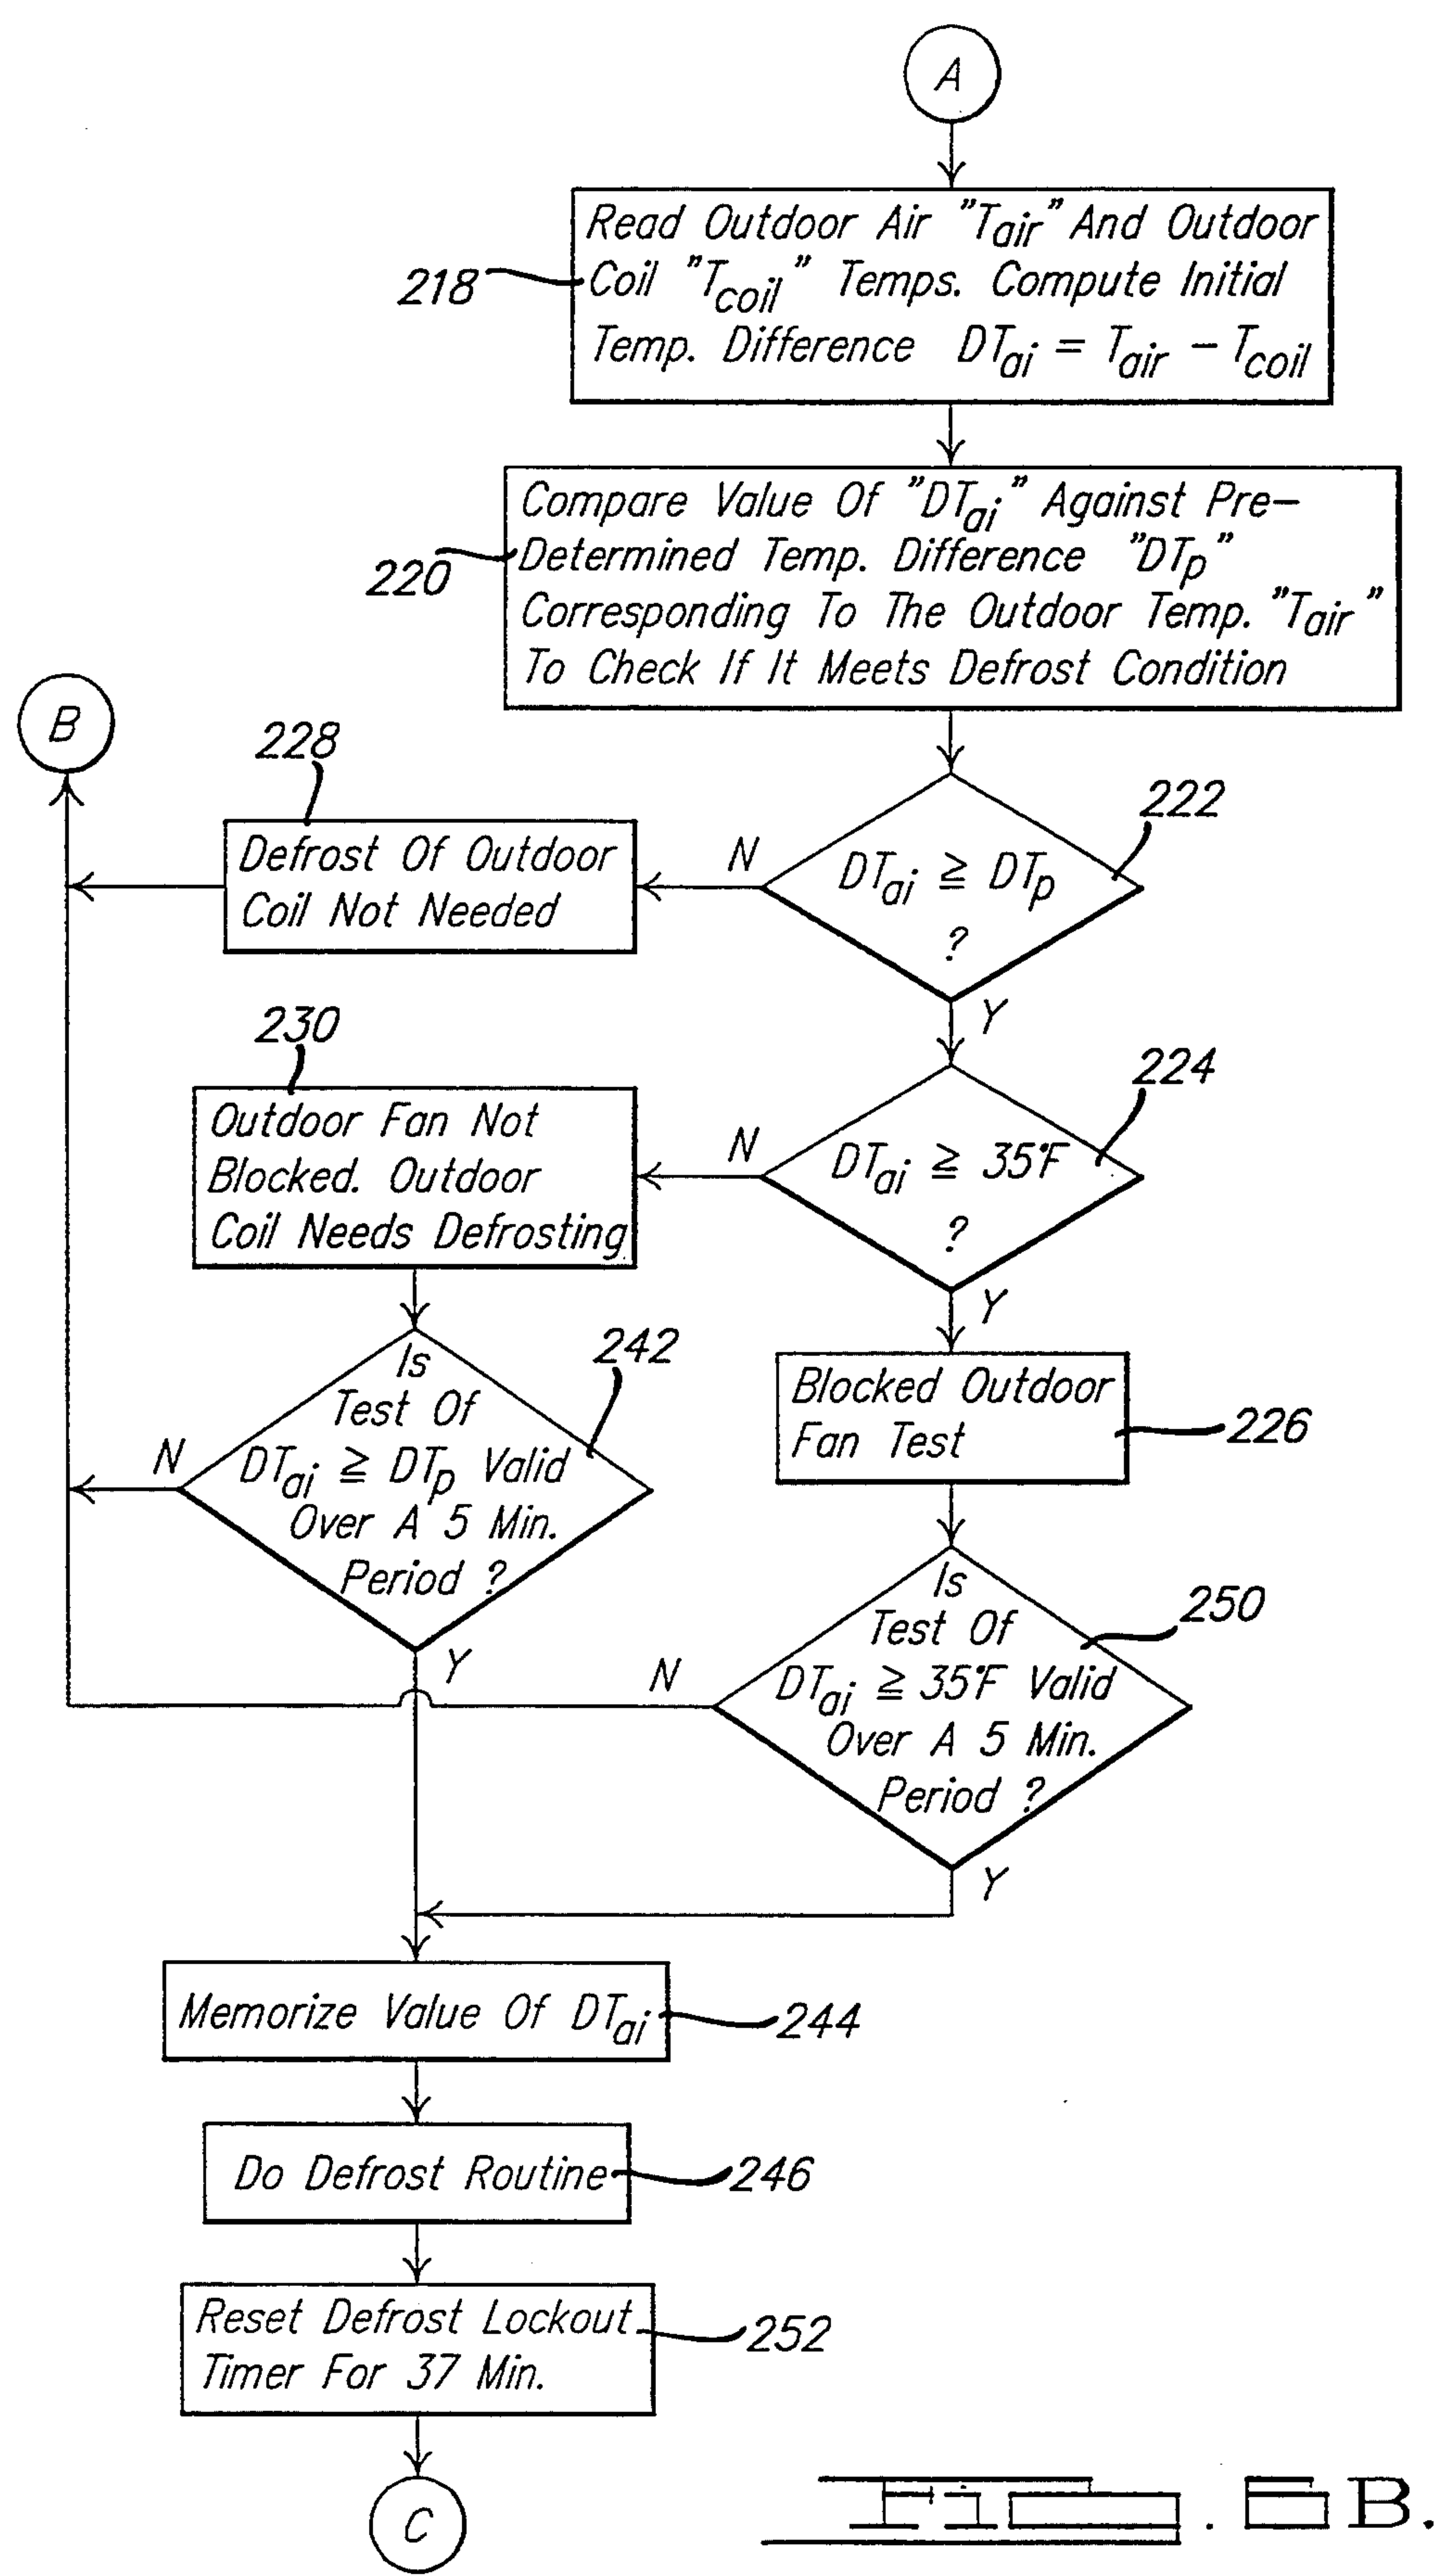 A
Read Outdoor Air "Tair" And Outdoor
Coil "Tcoil" Temps. Compute Initial
Temp. Difference DTai = Tair - Tcoil
218
Compare Value Of "DTai" Against Pre-
Determined Temp. Difference "DTp"
Corresponding To The Outdoor Temp. "Tair"
To Check If It Meets Defrost Condition
220
B
228
Defrost Of Outdoor
Coil Not Needed
N
DTai ≧ DTp
?
222
Y
230
Outdoor Fan Not
Blocked. Outdoor
Coil Needs Defrosting
N
DTai ≧ 35°F
?
224
Y
Is
Test Of
DTai ≧ DTp Valid
Over A 5 Min.
Period ?
242
N
Y
Blocked Outdoor
Fan Test
226
Is
Test Of
DTai ≧ 35°F Valid
Over A 5 Min.
Period ?
250
N
Y
Memorize Value Of DTai
244
Do Defrost Routine
246
Reset Defrost Lockout
Timer For 37 Min.
252
C